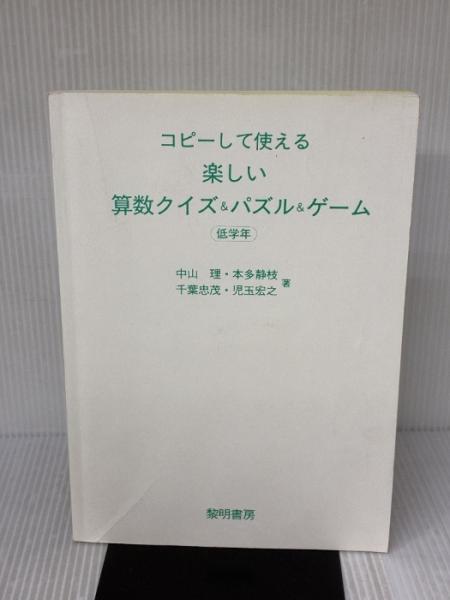 コピーして使える
楽しい
算数クイズ&パズル&ゲーム
低学年
中山 理・本多静枝
千葉忠茂・児玉宏之 著
黎明書房